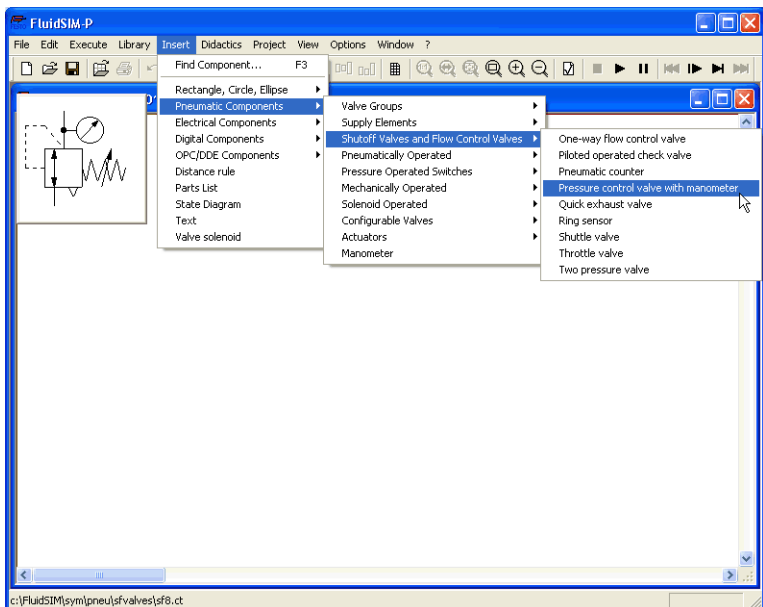 FluidSIM-P
File Edit Execute Library Insert Didactics Project View Options Window ?
Find Component... F3
Rectangle, Circle, Ellipse
Pneumatic Components
Electrical Components
Digital Components
OPC/DDE Components
Distance rule
Parts List
State Diagram
Text
Valve solenoid
Valve Groups
Supply Elements
Shutoff Valves and Flow Control Valves
Pneumatically Operated
Pressure Operated Switches
Mechanically Operated
Solenoid Operated
Configurable Valves
Actuators
Manometer
One-way flow control valve
Piloted operated check valve
Pneumatic counter
Pressure control valve with manometer
Quick exhaust valve
Ring sensor
Shuttle valve
Throttle valve
Two pressure valve
c:\FluidSIM\sym\pneu\sfvalves\sf8.ct